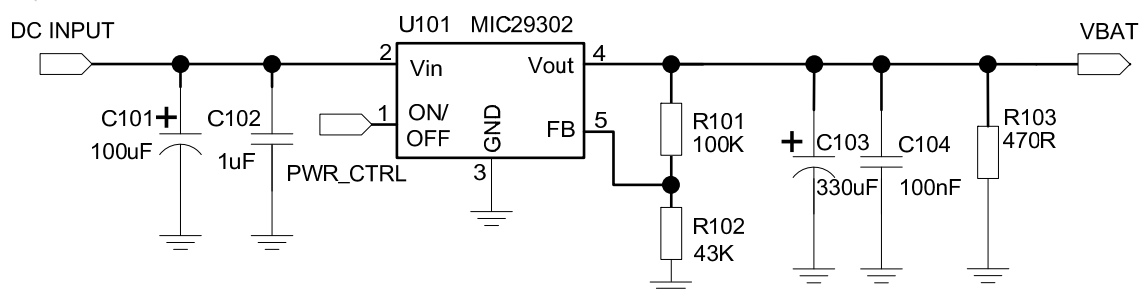 DC INPUT
U101 MIC29302
VBAT
2
Vin
Vout
4
C101
+
100uF
C102
1uF
1
PWR_CTRL
ON/
OFF
GND
3
FB
5
R101
100K
R102
43K
+
C103
330uF
C104
100nF
R103
470R